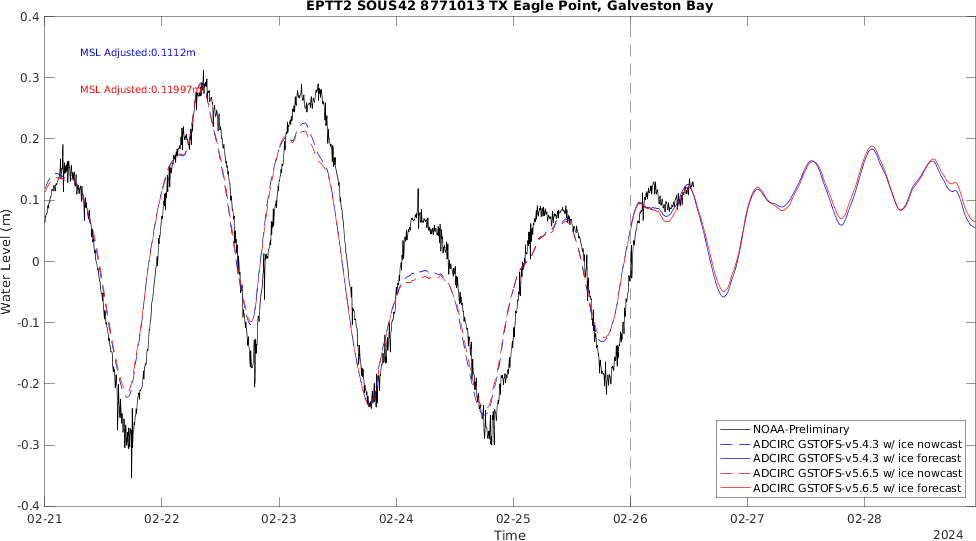 EPTT2 SOUS42 8771013 TX Eagle Point, Galveston Bay
0.4
MSL Adjusted:0.1112m
0.3
MSL Adjusted:0.11997m
0.2
0.1
0
-0.1
-0.2
-0.3
-0.4
Water Level (m)
NOAA-Preliminary
ADCIRC GSTOFS-v5.4.3 w/ ice nowcast
ADCIRC GSTOFS-v5.4.3 w/ ice forecast
ADCIRC GSTOFS-v5.6.5 w/ ice nowcast
ADCIRC GSTOFS-v5.6.5 w/ ice forecast
02-21 02-22 02-23 02-24 02-25 02-26 02-27 02-28
Time
2024